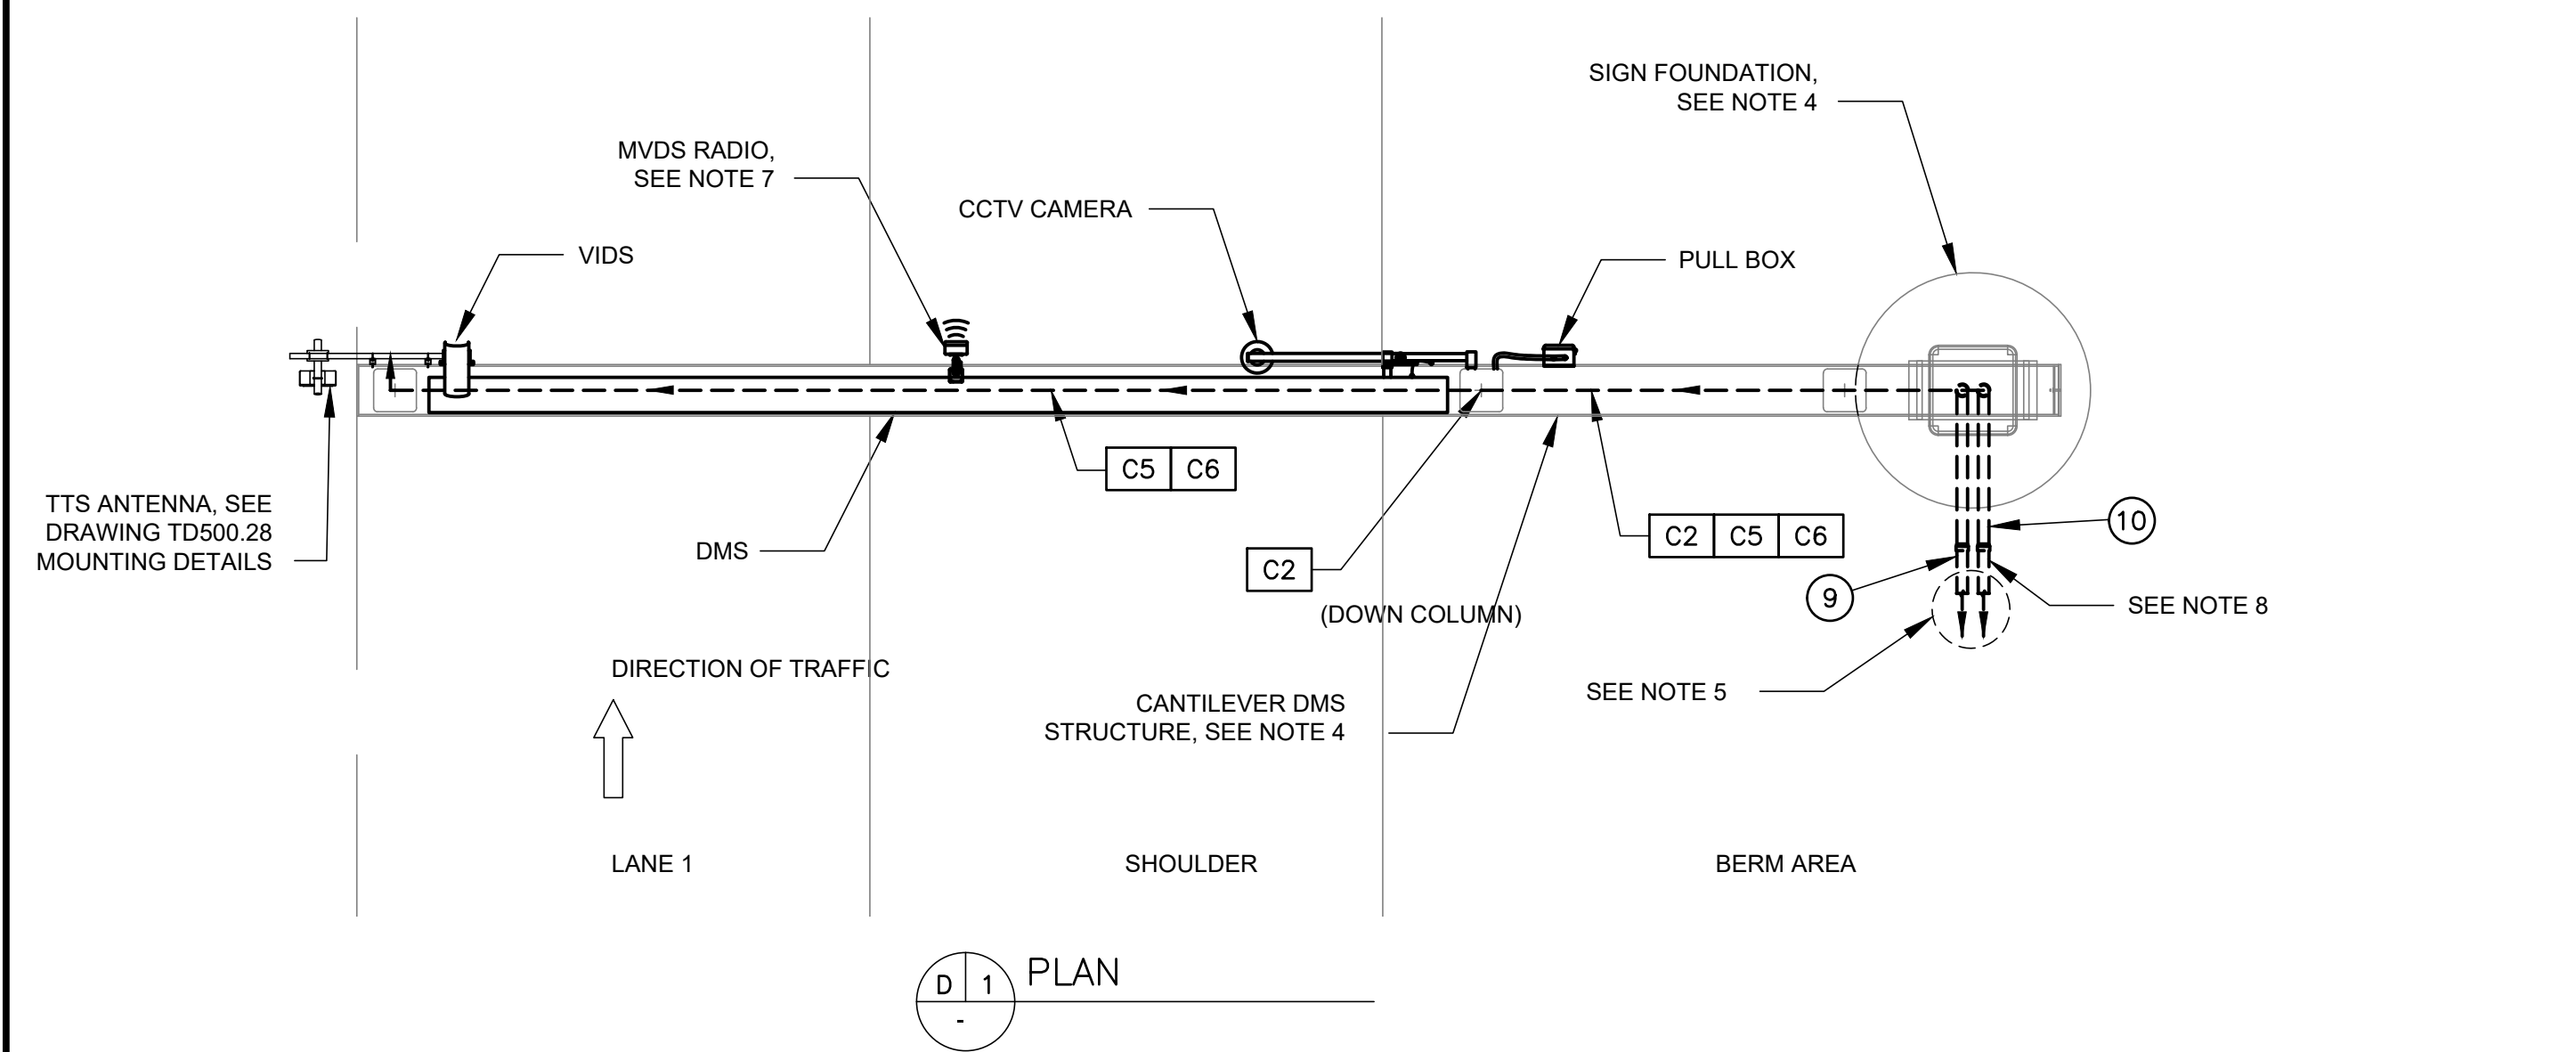 SIGN FOUNDATION,
SEE NOTE 4
MVDS RADIO,
SEE NOTE 7
CCTV CAMERA
VIDS
PULL BOX
C5 C6
TTS ANTENNA, SEE
DRAWING TD500.28
MOUNTING DETAILS
DMS
C2
(DOWN COLUMN)
C2 C5 C6
10
9
SEE NOTE 8
SEE NOTE 5
DIRECTION OF TRAFFIC
CANTILEVER DMS
STRUCTURE, SEE NOTE 4
LANE 1
SHOULDER
BERM AREA
D 1
-
PLAN